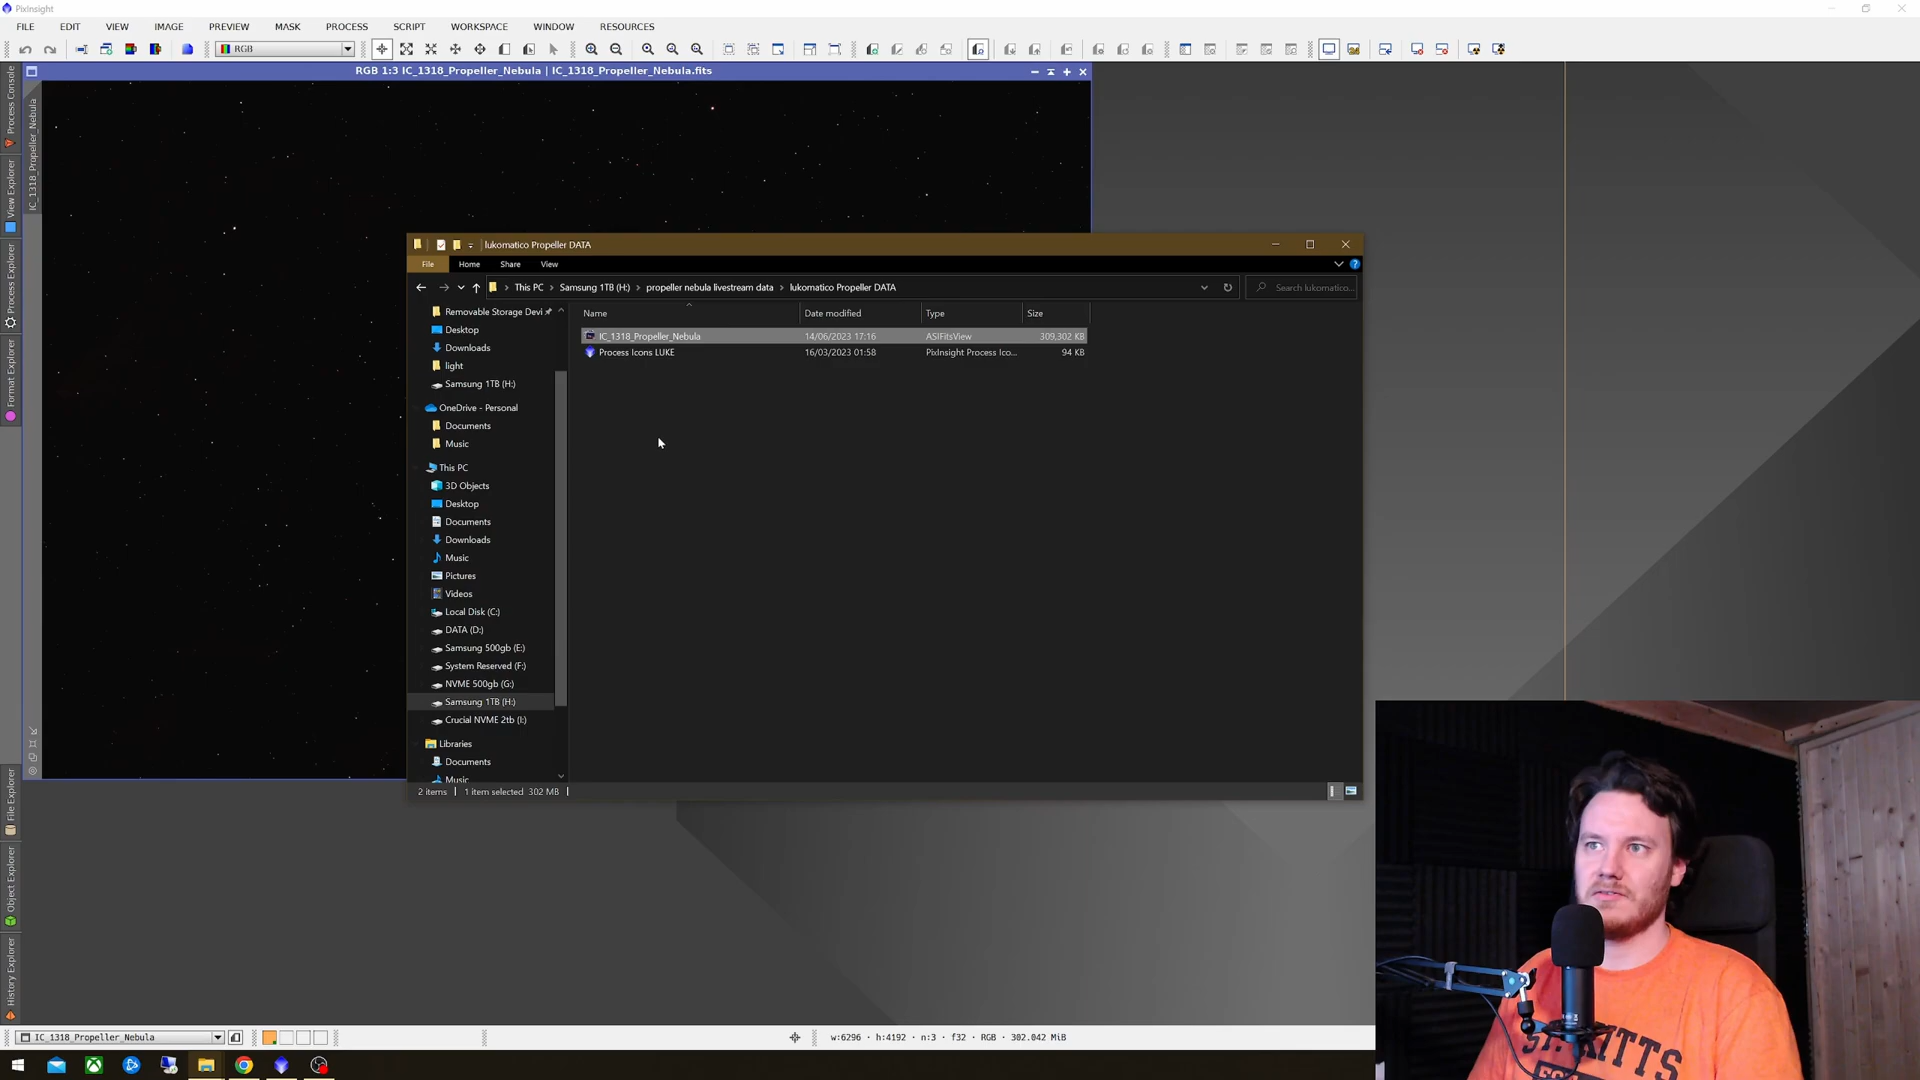 PixInsight
FILE EDIT VIEW IMAGE PREVIEW MASK PROCESS SCRIPT WORKSPACE WINDOW RESOURCES
RGB
RGB 1:3 IC_1318_Propeller_Nebula | IC_1318_Propeller_Nebula.fits
IC_1318_Propeller_Nebula
Process Console
View Explorer
Process Explorer
Format Explorer
File Explorer
Object Explorer
History Explorer
lukomatico Propeller DATA
File Home Share View
This PC > Samsung 1TB (H:) > propeller nebula livestream data > lukomatico Propeller DATA
Search lukomatico...
Name Date modified Type Size
IC_1318_Propeller_Nebula 14/06/2023 17:16 ASIFitsView 309,302 KB
Process Icons LUKE 16/03/2023 01:58 PixInsight Process Ico... 94 KB
Removable Storage Devi
Desktop
Downloads
light
Samsung 1TB (H:)
OneDrive - Personal
Documents
Music
This PC
3D Objects
Desktop
Documents
Downloads
Music
Pictures
Videos
Local Disk (C:)
DATA (D:)
Samsung 500gb (E:)
System Reserved (F:)
NVME 500gb (G:)
Samsung 1TB (H:)
Crucial NVME 2tb (I:)
Libraries
Documents
Music
2 items 1 item selected 302 MB
IC_1318_Propeller_Nebula
w:6296 · h:4192 · n:3 · f32 · RGB · 302.042 MiB
ST. KITTS